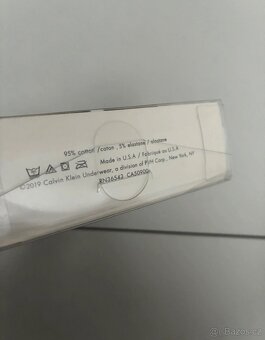 95% cotton /coton , 5% elastane / elastane
Made in U.S.A / Fabriqué au U.S.A
©2019 Calvin Klein Underwear, a division of PVH Corp., New York, NY
RN36543 CA50900
© Bazos.cz